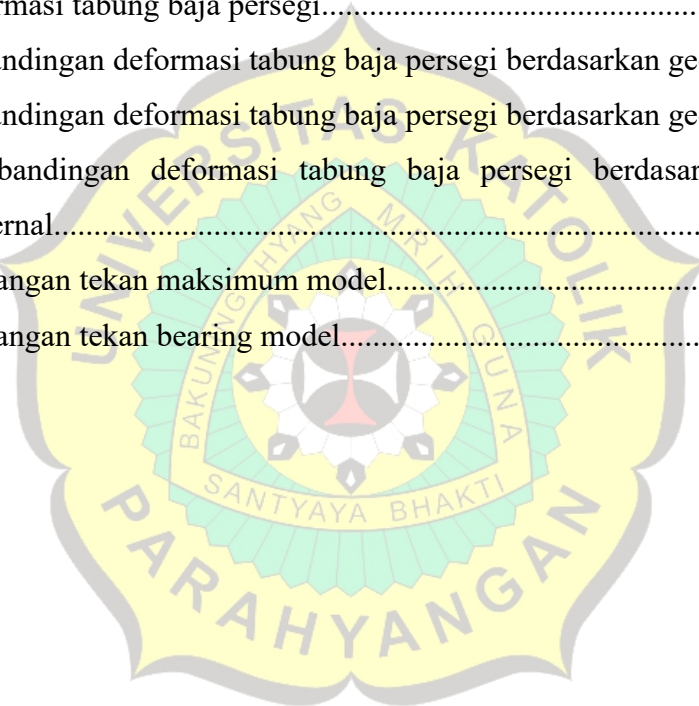 rmasi tabung baja persegi................................................
andingan deformasi tabung baja persegi berdasarkan ge
andingan deformasi tabung baja persegi berdasarkan ge
bandingan deformasi tabung baja persegi berdasar
ernal....................................................................................
angan tekan maksimum model........................................
angan tekan bearing model..............................................
UNIVERSITAS KATOLIK
BAKUNING HYANG MRIH GUNA
SANTYAYA BHAKTI
PARAHYANGAN